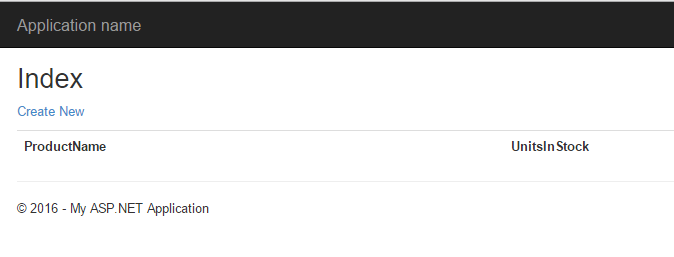 Application name
Index
Create New
ProductName UnitsInStock
© 2016 - My ASP.NET Application